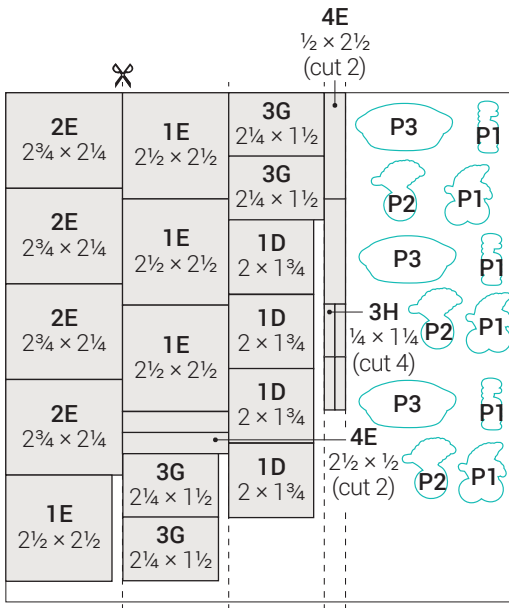 4E
½ × 2½
(cut 2)
2E
2¾ × 2¼
2E
2¾ × 2¼
2E
2¾ × 2¼
2E
2¾ × 2¼
1E
2½ × 2½
1E
2½ × 2½
1E
2½ × 2½
1E
2½ × 2½
3G
2¼ × 1½
3G
2¼ × 1½
3G
2¼ × 1½
3G
2¼ × 1½
1D
2 × 1¾
1D
2 × 1¾
1D
2 × 1¾
1D
2 × 1¾
3H
¼ × 1¼
(cut 4)
4E
2½ × ½
(cut 2)
P3
P1
P2
P1
P3
P1
P2
P1
P3
P1
P2
P1